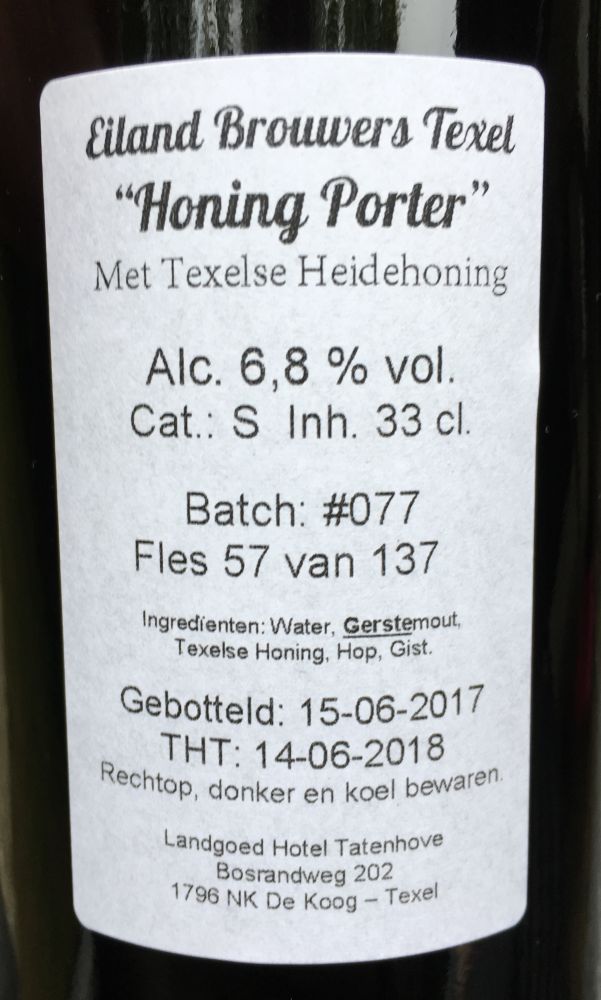 Eiland Brouwers Texel
“Honing Porter”
Met Texelse Heidehoning
Alc. 6,8 % vol.
Cat.: S Inh. 33 cl.
Batch: #077
Fles 57 van 137
Ingredienten: Water, Gerstemout,
Texelse Honing, Hop, Gist.
Gebotteld: 15-06-2017
THT: 14-06-2018
Rechtop, donker en koel bewaren.
Landgoed Hotel Tatenhove
Bosrandweg 202
1796 NK De Koog – Texel